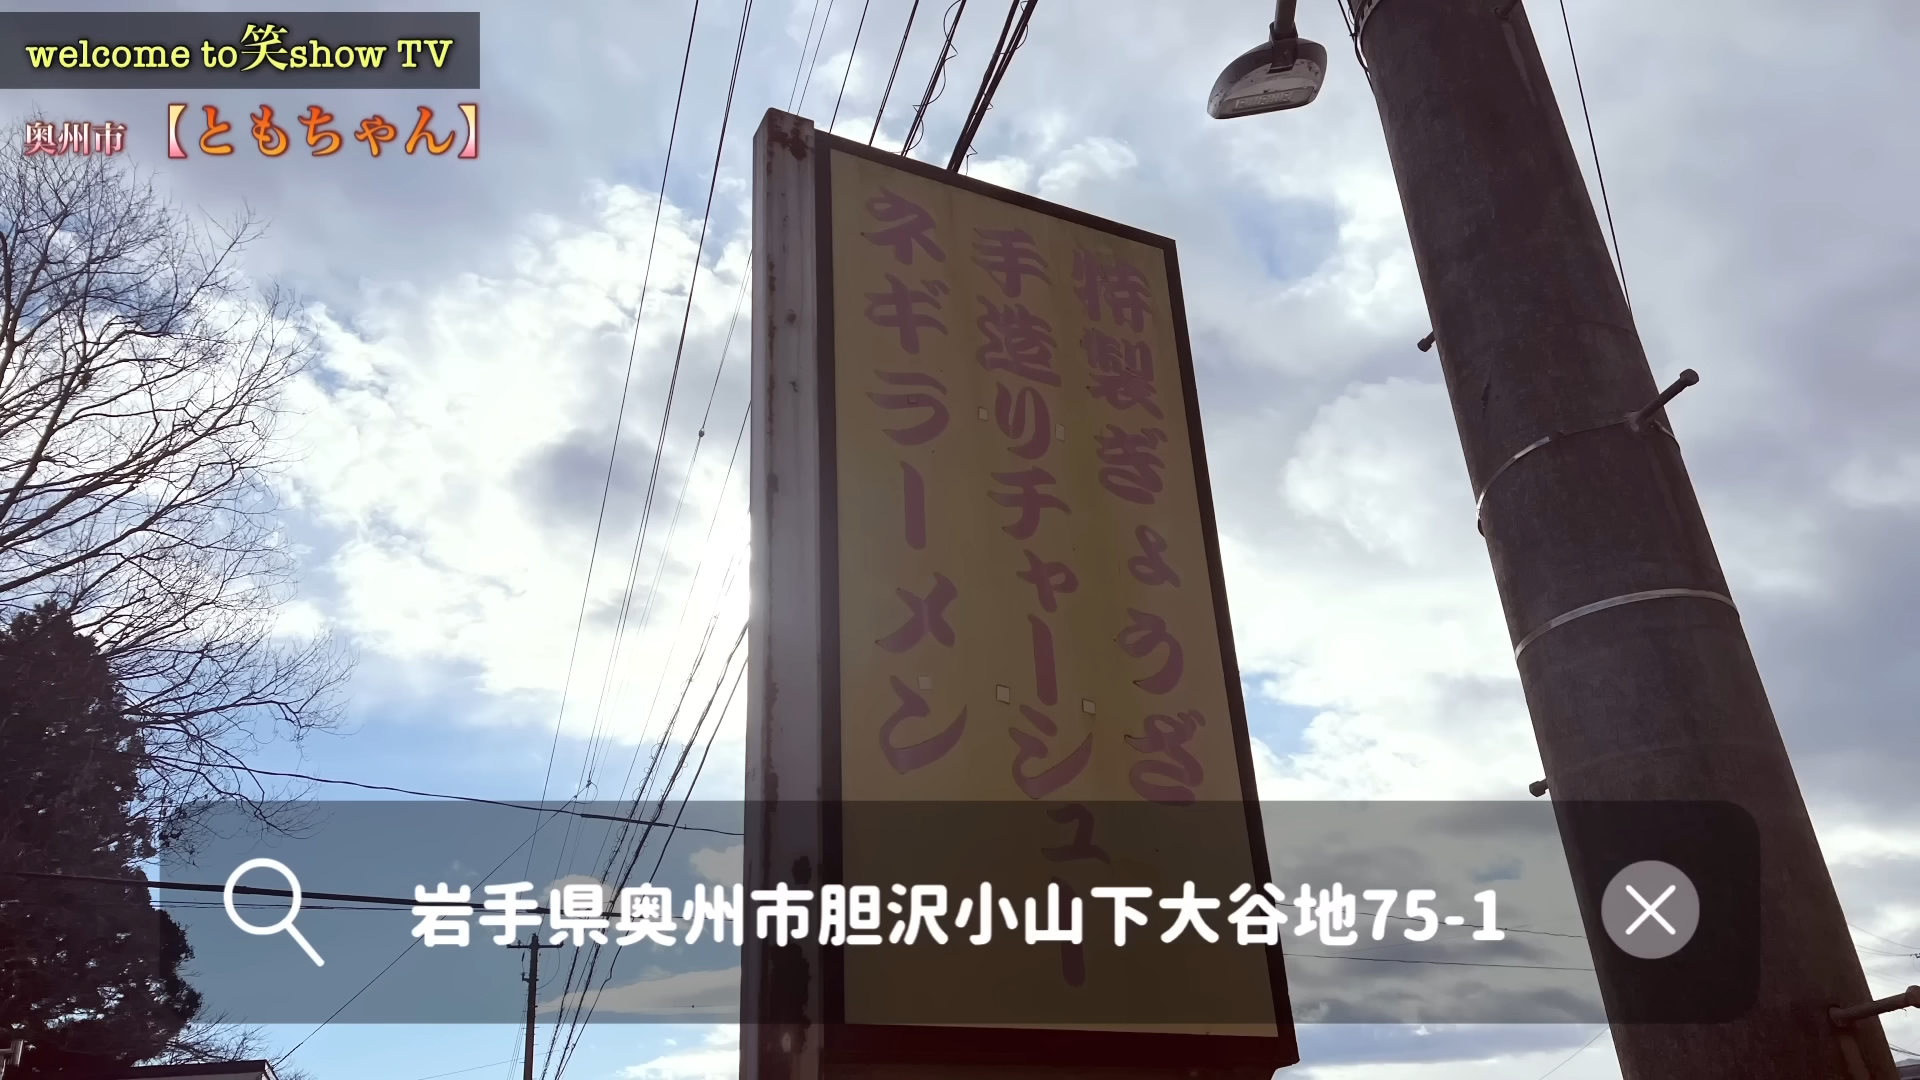 welcome to笑show TV
奥州市 【ともちゃん】
特製ぎょうざ
手造りチャーシュー
ネギラーメン
岩手県奥州市胆沢小山下大谷地75-1